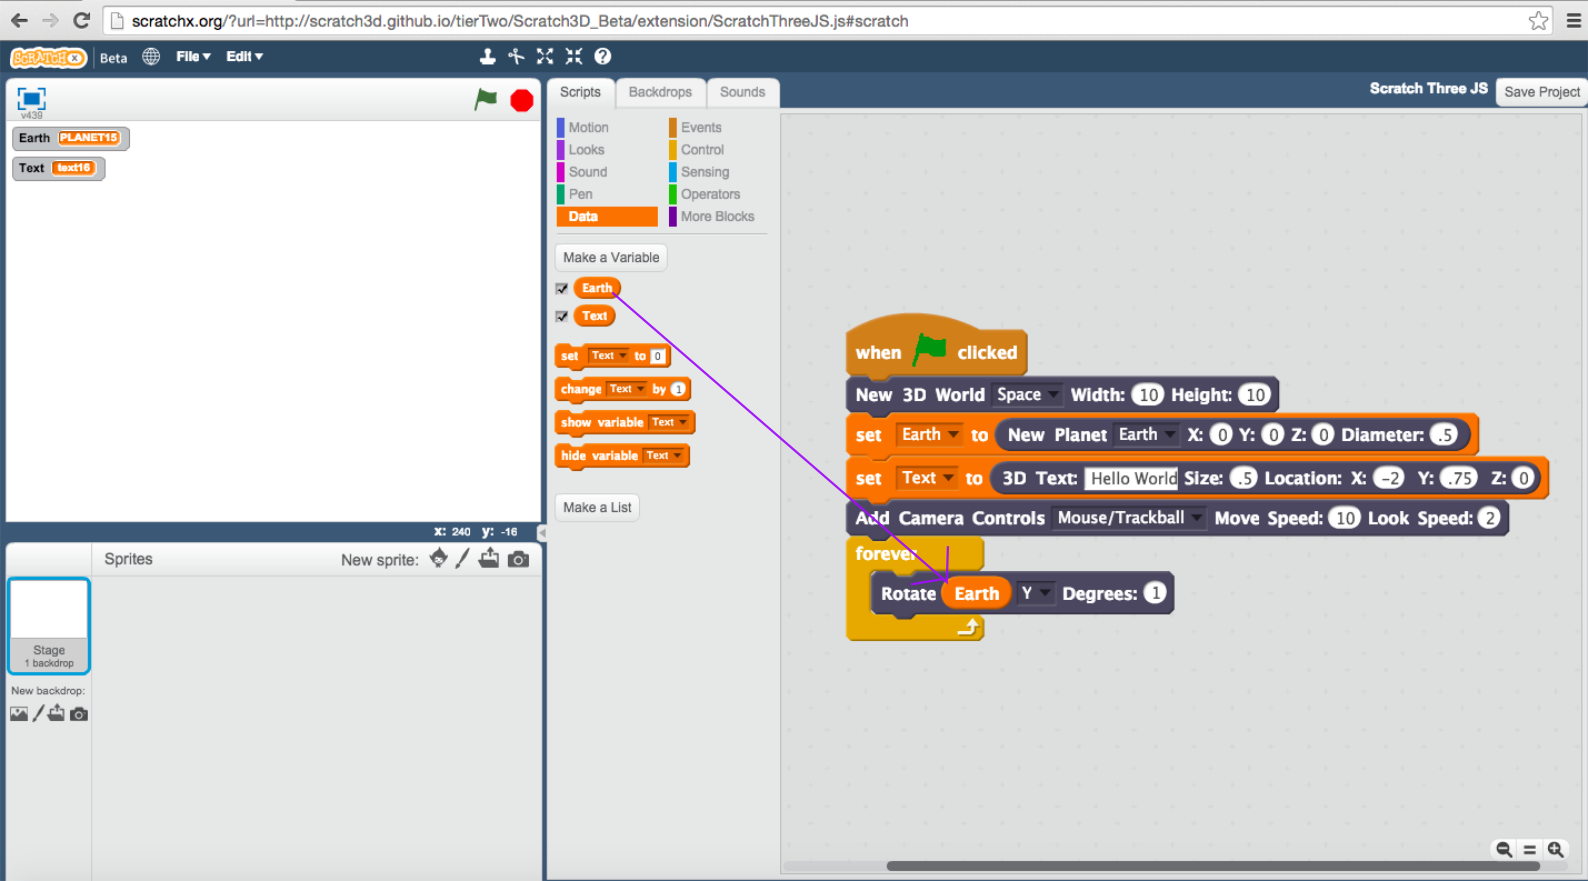 scratchx.org/?url=http://scratch3d.github.io/tierTwo/Scratch3D_Beta/extension/ScratchThreeJS.js#scratch
SCRATCHX Beta File Edit ?
v439
Earth PLANET15
Text text16
x: 240 y: -16
Sprites New sprite:
Stage
1 backdrop
New backdrop:
Scripts Backdrops Sounds
Motion Events
Looks Control
Sound Sensing
Pen Operators
Data More Blocks
Make a Variable
Earth
Text
set Text to 0
change Text by 1
show variable Text
hide variable Text
Make a List
Scratch Three JS Save Project
when clicked
New 3D World Space Width: 10 Height: 10
set Earth to New Planet Earth X: 0 Y: 0 Z: 0 Diameter: .5
set Text to 3D Text: Hello World Size: .5 Location: X: -2 Y: .75 Z: 0
Add Camera Controls Mouse/Trackball Move Speed: 10 Look Speed: 2
forever
Rotate Earth Y Degrees: 1